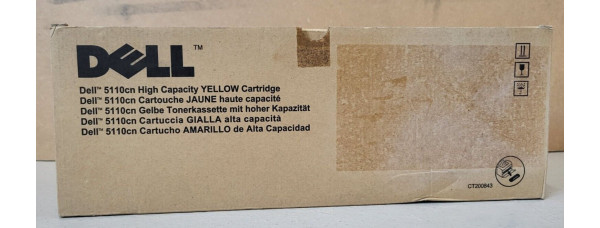 DELL™
Dell™ 5110cn High Capacity YELLOW Cartridge
Dell™ 5110cn Cartouche JAUNE haute capacité
Dell™ 5110cn Gelbe Tonerkassette mit hoher Kapazität
Dell™ 5110cn Cartuccia GIALLA alta capacità
Dell™ 5110cn Cartucho AMARILLO de Alta Capacidad
CT200843